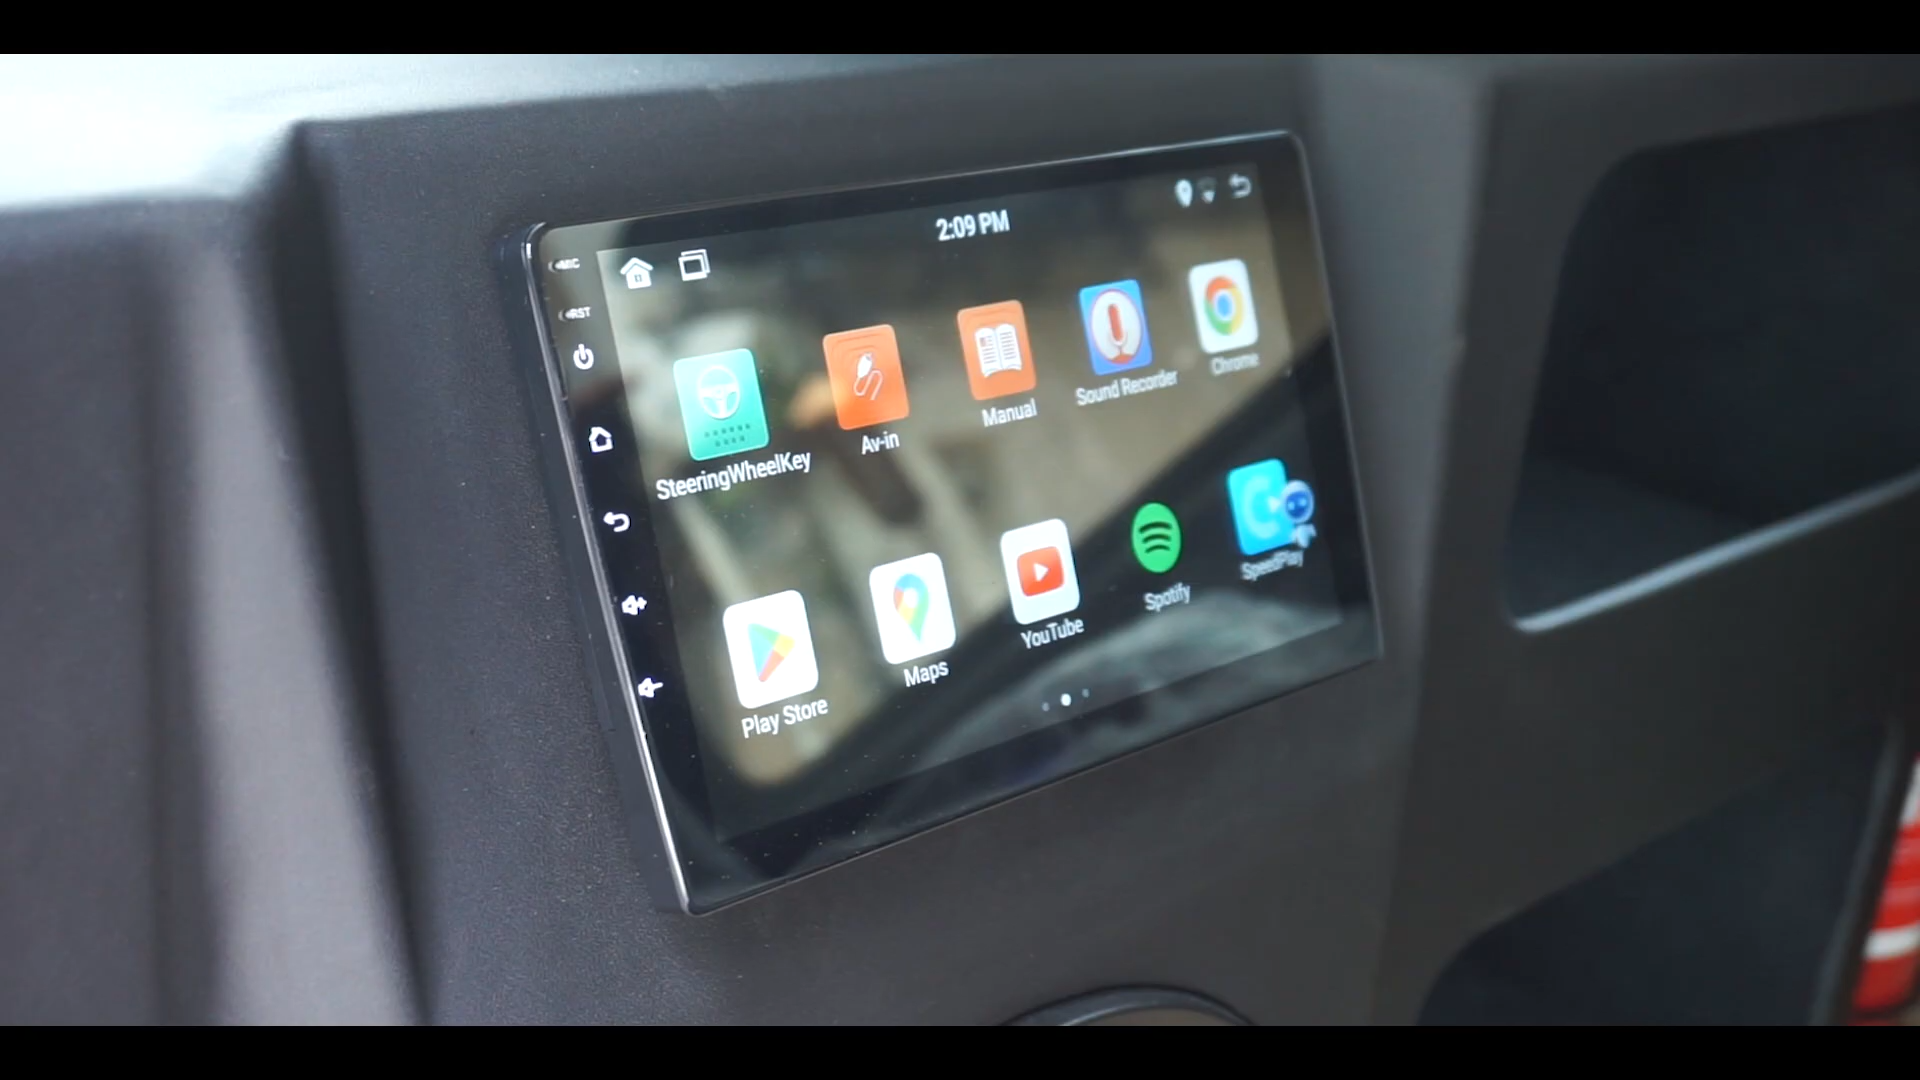 MIC
RST
2:09 PM
SteeringWheelKey
Av-in
Manual
Sound Recorder
Chrome
Play Store
Maps
YouTube
Spotify
SpeedPlay